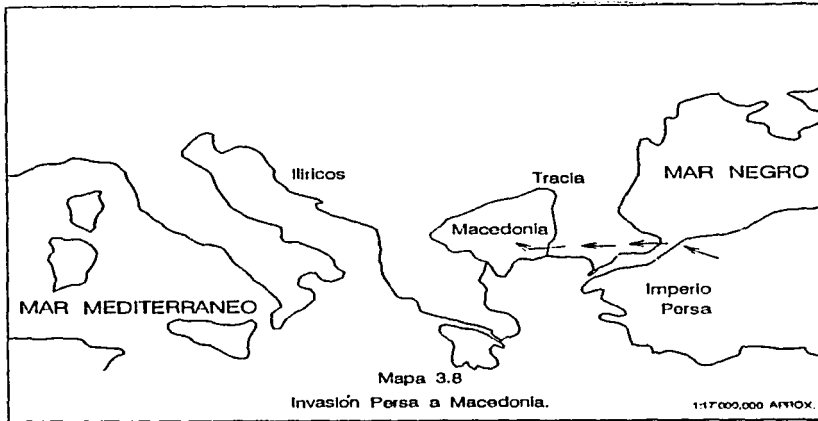 Iliricos
Tracia
MAR NEGRO
Macedonia
Imperio
Persa
MAR MEDITERRANEO
Mapa 3.8
Invasión Persa a Macedonia.
1:17 000,000 APROX.